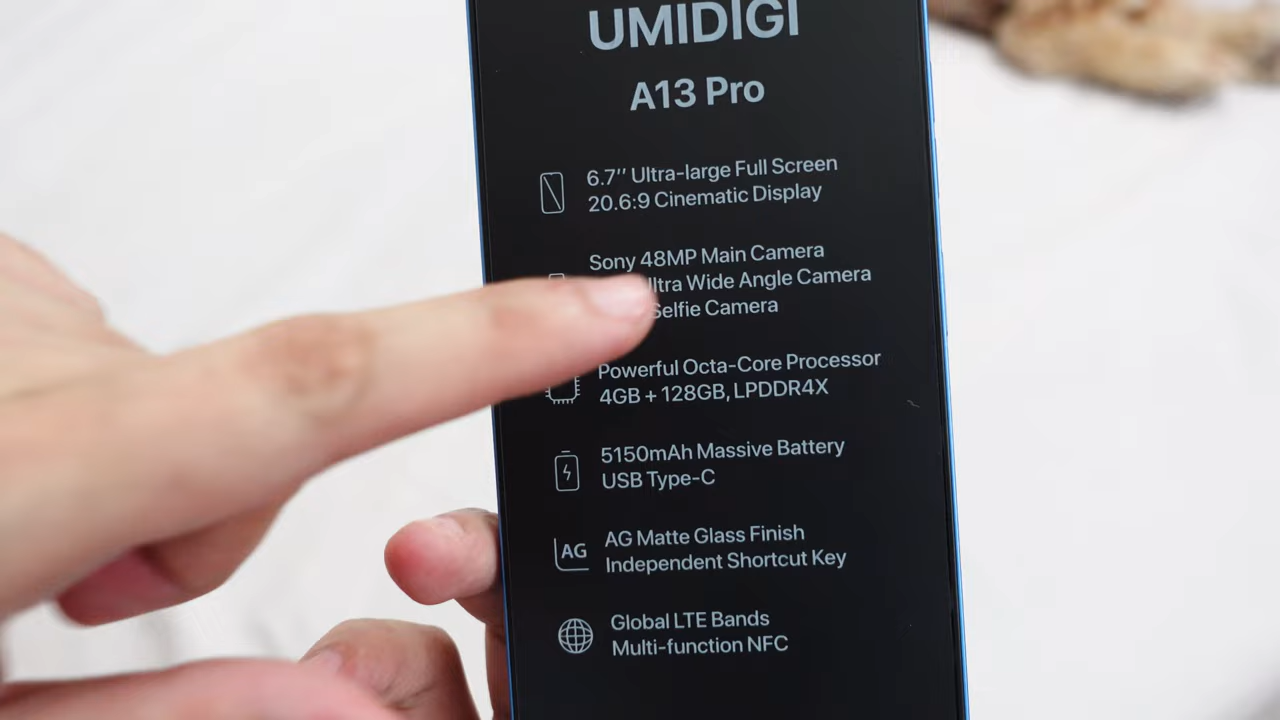 UMIDIGI
A13 Pro
6.7″ Ultra-large Full Screen
20.6:9 Cinematic Display
Sony 48MP Main Camera
Wide Angle Camera
Selfie Camera
Powerful Octa-Core Processor
4GB + 128GB, LPDDR4X
5150mAh Massive Battery
USB Type-C
AG
AG Matte Glass Finish
Independent Shortcut Key
Global LTE Bands
Multi-function NFC